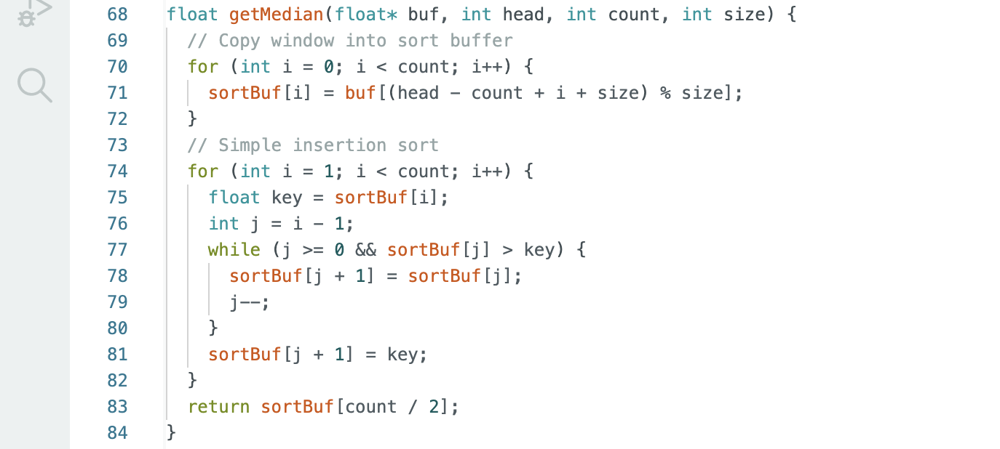 68 float getMedian(float* buf, int head, int count, int size) {
69   // Copy window into sort buffer
70   for (int i = 0; i < count; i++) {
71     sortBuf[i] = buf[(head - count + i + size) % size];
72   }
73   // Simple insertion sort
74   for (int i = 1; i < count; i++) {
75     float key = sortBuf[i];
76     int j = i - 1;
77     while (j >= 0 && sortBuf[j] > key) {
78       sortBuf[j + 1] = sortBuf[j];
79       j--;
80     }
81     sortBuf[j + 1] = key;
82   }
83   return sortBuf[count / 2];
84 }